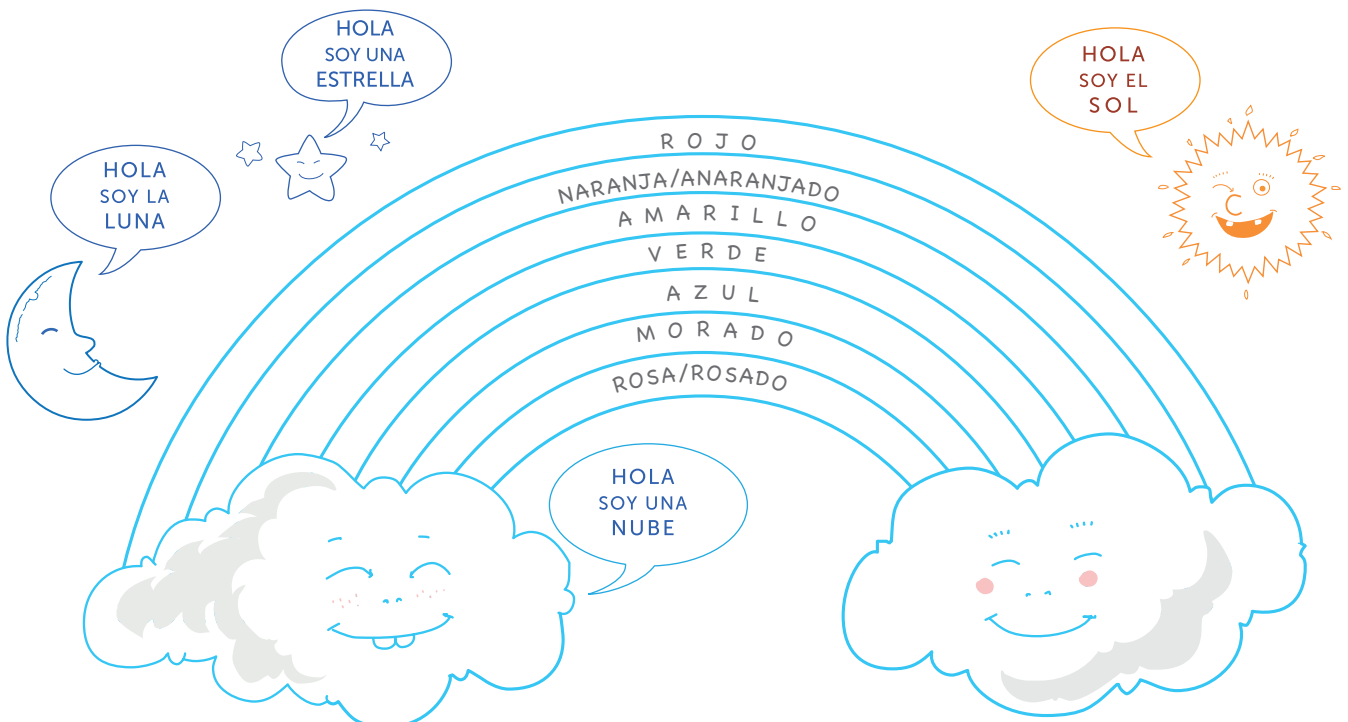 HOLA
SOY UNA
ESTRELLA
HOLA
SOY EL
SOL
HOLA
SOY LA
LUNA
ROJO
NARANJA/ANARANJADO
AMARILLO
VERDE
AZUL
MORADO
ROSA/ROSADO
HOLA
SOY UNA
NUBE